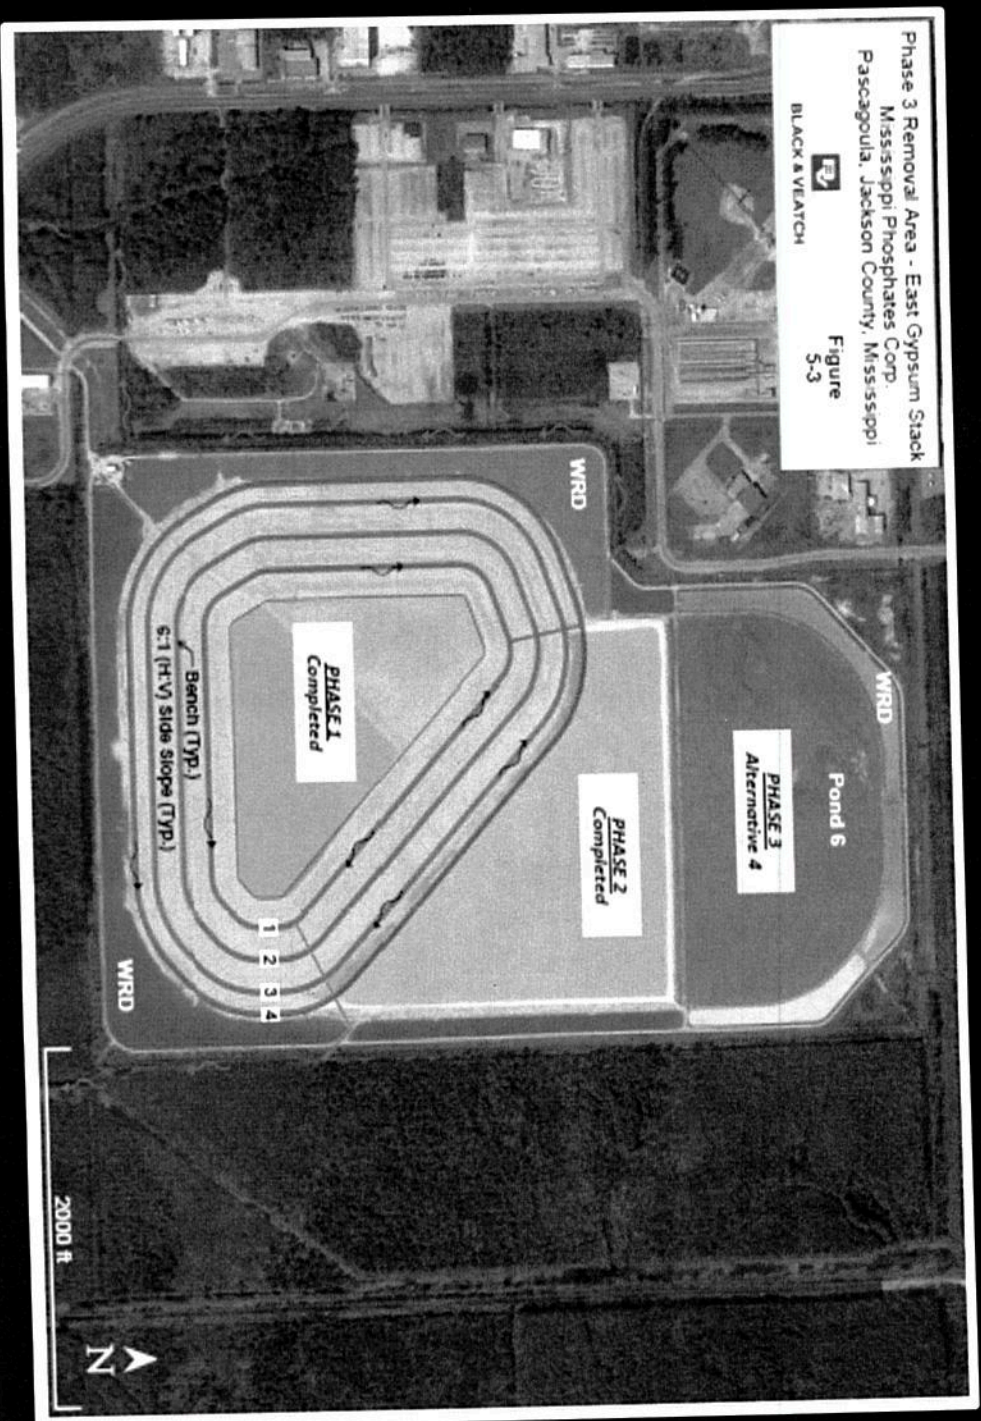 Phase 3 Removal Area - East Gypsum Stack
Mississippi Phosphates Corp.
Pascagoula, Jackson County, Mississippi
BLACK & VEATCH
Figure
5-3
WRD
Pond 6
PHASE 3
Alternative 4
WRD
PHASE 2
Completed
PHASE 1
Completed
Bench (Typ.)
6:1 (H:V) Side Slope (Typ.)
1
2
3
4
WRD
2000 ft
N